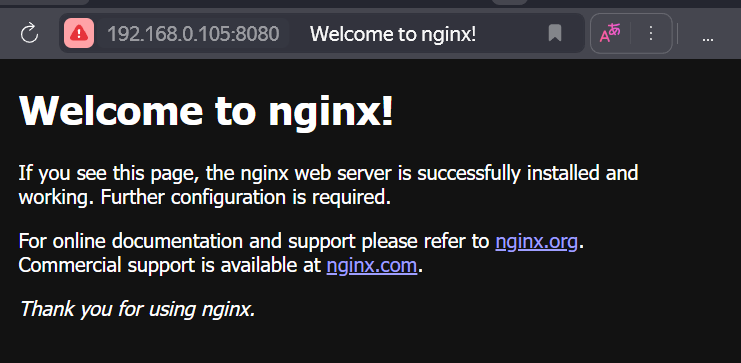 192.168.0.105:8080 Welcome to nginx!
Welcome to nginx!
If you see this page, the nginx web server is successfully installed and
working. Further configuration is required.
For online documentation and support please refer to nginx.org.
Commercial support is available at nginx.com.
Thank you for using nginx.